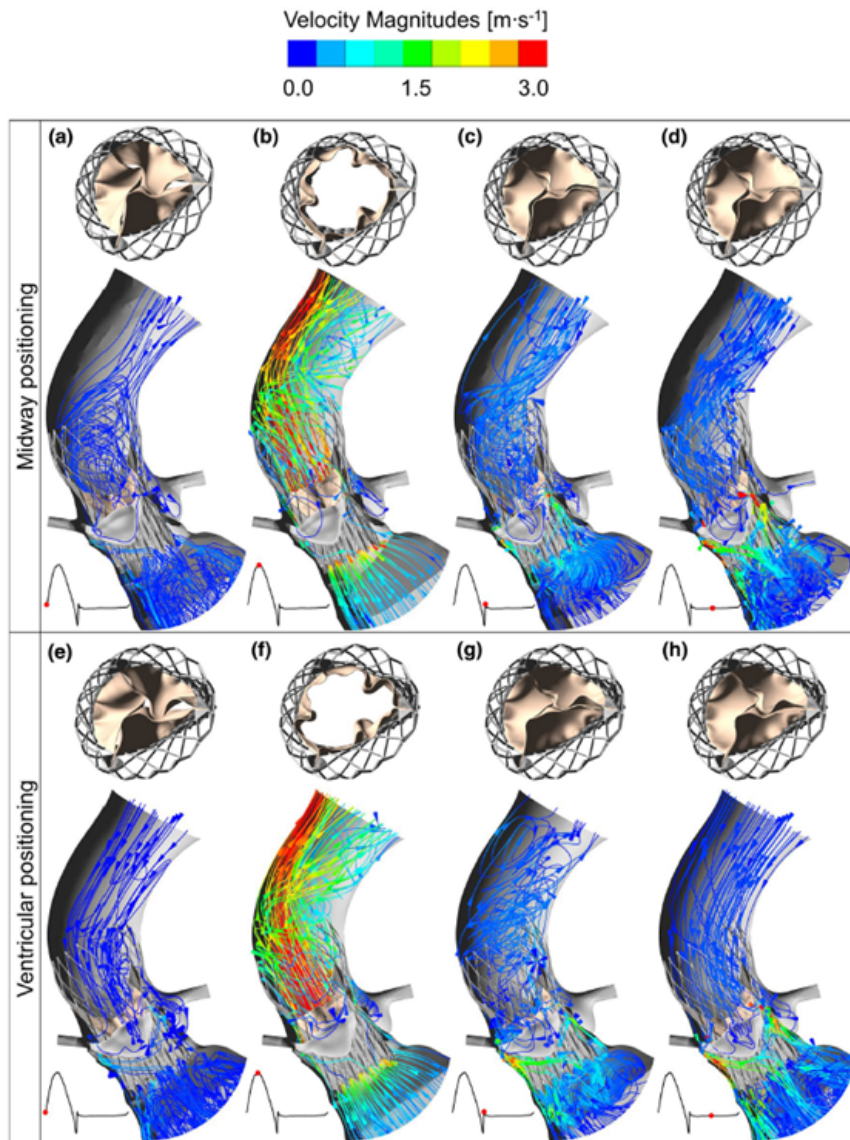 Velocity Magnitudes [m·s⁻¹]
0.0 1.5 3.0
Midway positioning
(a) (b) (c) (d)
Ventricular positioning
(e) (f) (g) (h)